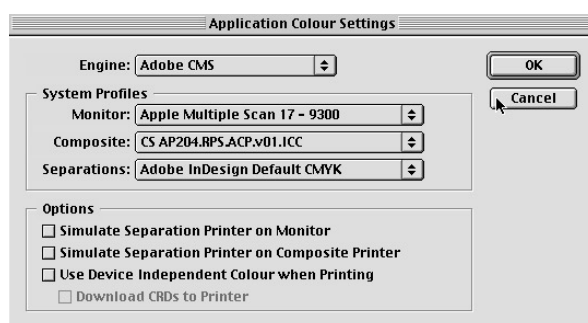 Application Colour Settings
Engine: Adobe CMS
OK
System Profiles
Cancel
Monitor: Apple Multiple Scan 17 - 9300
Composite: CS AP204.RPS.ACP.v01.ICC
Separations: Adobe InDesign Default CMYK
Options
Simulate Separation Printer on Monitor
Simulate Separation Printer on Composite Printer
Use Device Independent Colour when Printing
Download CRDs to Printer